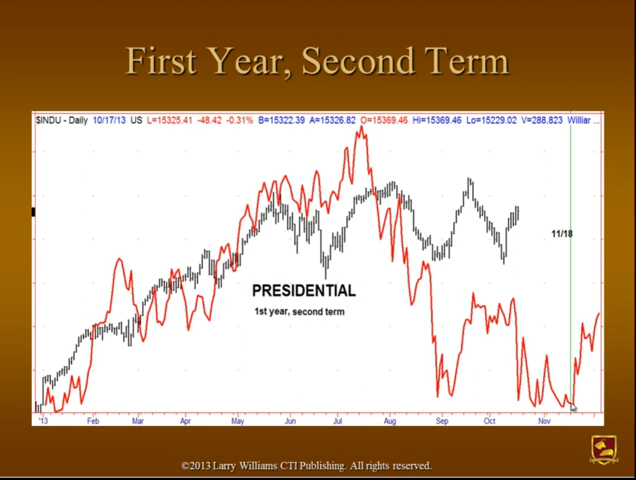 First Year, Second Term
$INDU - Daily 10/17/13 US L=15325.41 -48.42 -0.31% B=15322.39 A=15326.82 O=15369.46 Hi=15369.46 Lo=15229.02 V=288,823 Williar ...
11/18
PRESIDENTIAL
1st year, second term
'13 Feb Mar Apr May Jun Jul Aug Sep Oct Nov
©2013 Larry Williams CTI Publishing. All rights reserved.